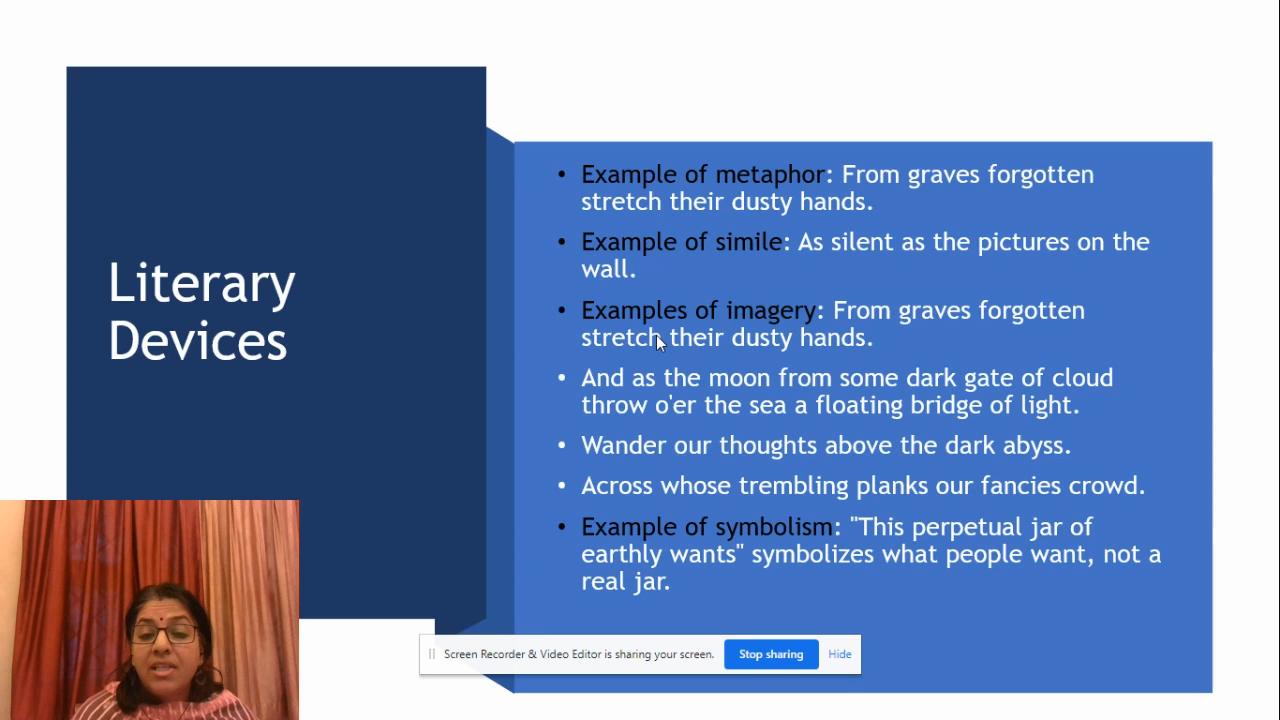 Literary
Devices
• Example of metaphor: From graves forgotten
stretch their dusty hands.
• Example of simile: As silent as the pictures on the
wall.
• Examples of imagery: From graves forgotten
stretch their dusty hands.
• And as the moon from some dark gate of cloud
throw o'er the sea a floating bridge of light.
• Wander our thoughts above the dark abyss.
• Across whose trembling planks our fancies crowd.
• Example of symbolism: "This perpetual jar of
earthly wants" symbolizes what people want, not a
real jar.
Screen Recorder & Video Editor is sharing your screen. Stop sharing Hide